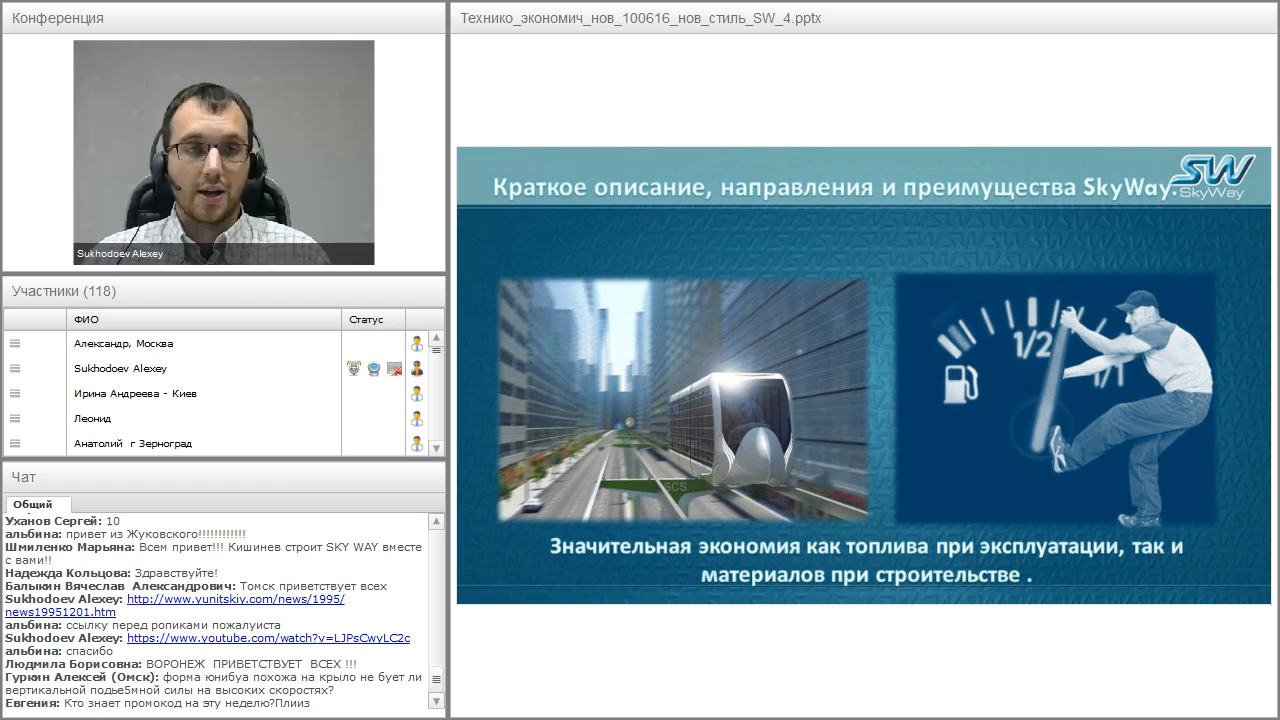 Конференция
Sukhodoev Alexey
Участники (118)
ФИО Статус
Александр, Москва
Sukhodoev Alexey
Ирина Андреева - Киев
Леонид
Анатолий г Зерноград
Чат
Общий
Уханов Сергей: 10
альбина: привет из Жуковского!!!!!!!!!!!!
Шмиленко Марьяна: Всем привет!!! Кишинев строит SKY WAY вместе
с вами!!
Надежда Кольцова: Здравствуйте!
Балыкин Вячеслав Александрович: Томск приветствует всех
Sukhodoev Alexey: http://www.yunitskiy.com/news/1995/
news19951201.htm
альбина: ссылку перед ропиками пожалуиста
Sukhodoev Alexey: https://www.youtube.com/watch?v=LJPsCwyLC2c
альбина: спасибо
Людмила Борисовна: ВОРОНЕЖ ПРИВЕТСТВУЕТ ВСЕХ !!!
Гуркин Алексей (Омск): форма юнибуа похожа на крыло не бует ли
вертикальной подье5мной силы на высоких скоростях?
Евгения: Кто знает промокод на эту неделю?Плииз
Технико_экономич_нов_100616_нов_стиль_SW_4.pptx
Краткое описание, направления и преимущества SkyWay.
SW
SkyWay
SCS
1/2
1/1
Значительная экономия как топлива при эксплуатации, так и
материалов при строительстве .